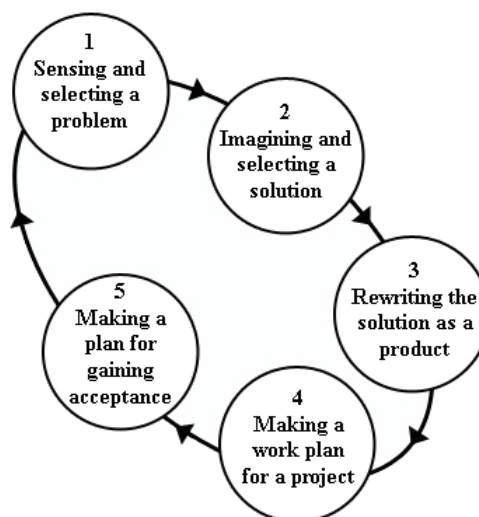 1
Sensing and
selecting a
problem
2
Imagining and
selecting a
solution
3
Rewriting the
solution as a
product
4
Making a
work plan
for a project
5
Making a
plan for
gaining
acceptance